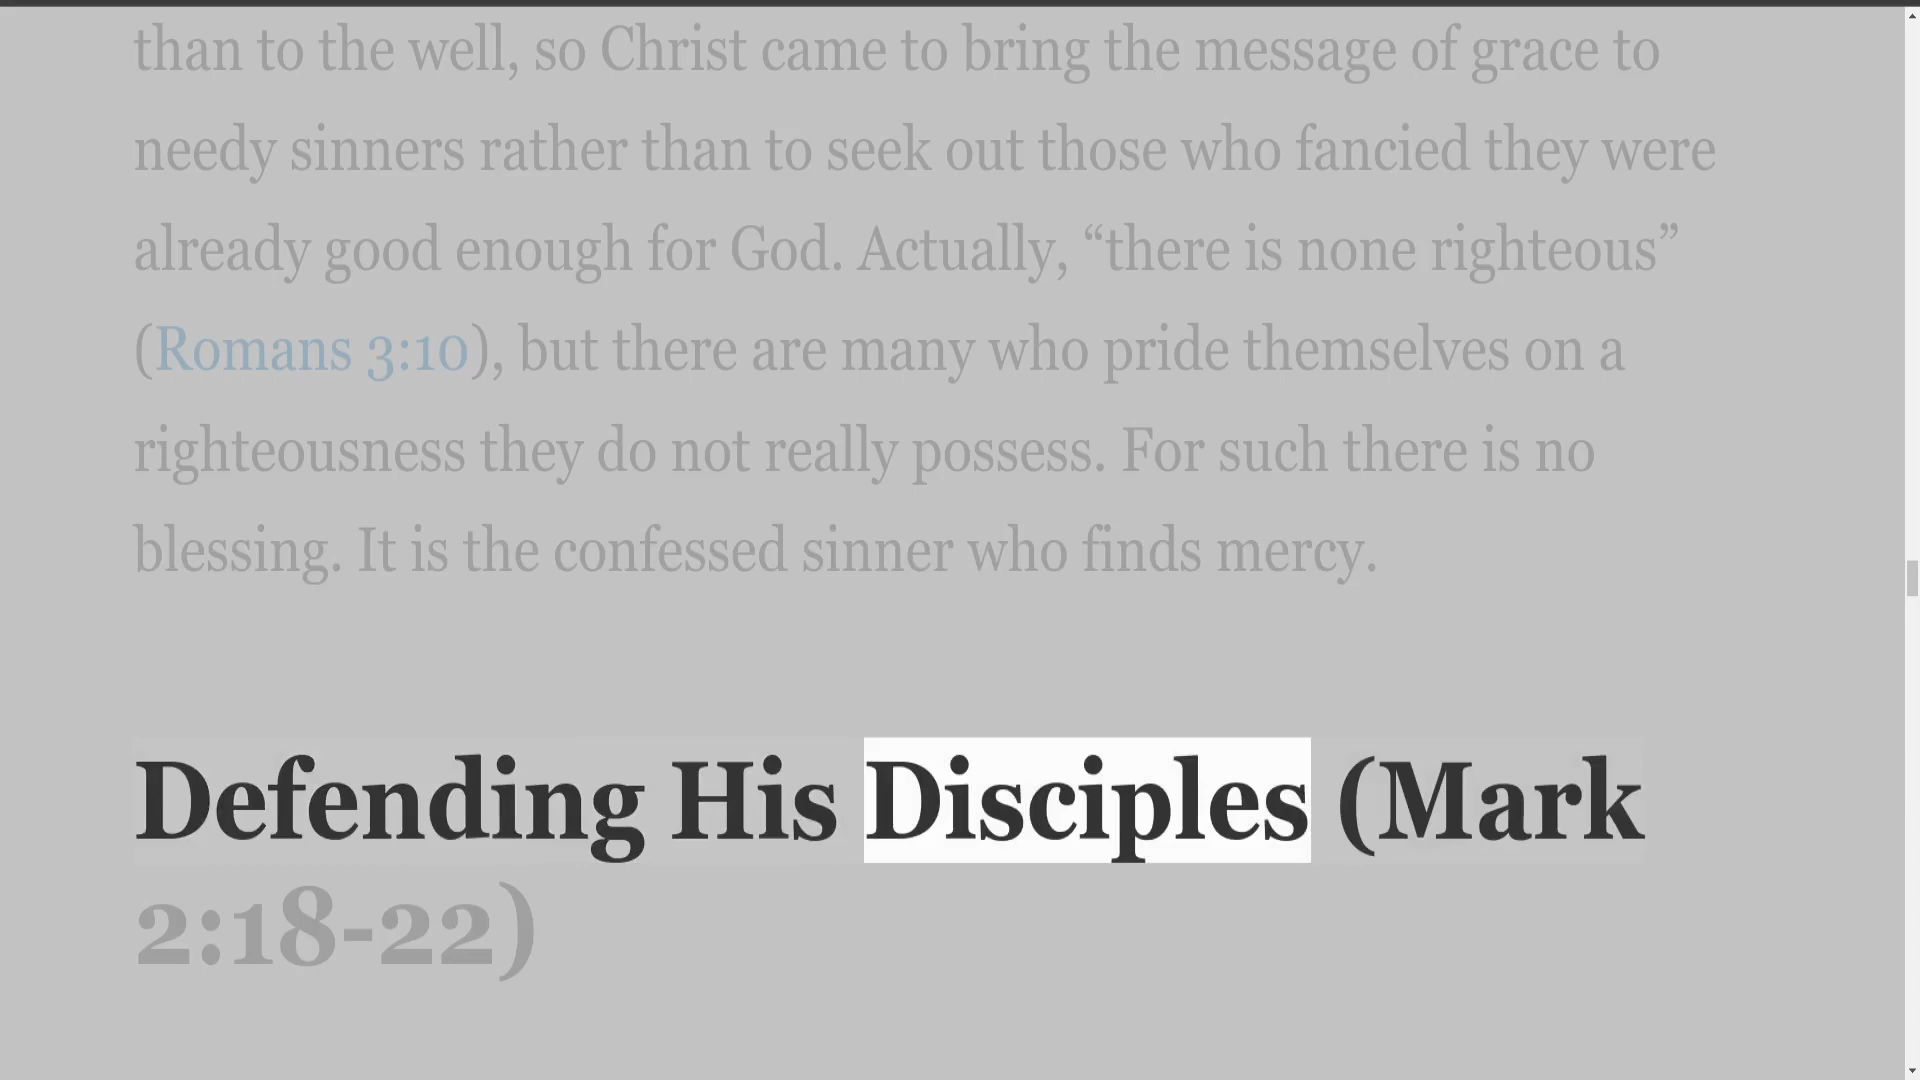 than to the well, so Christ came to bring the message of grace to
needy sinners rather than to seek out those who fancied they were
already good enough for God. Actually, “there is none righteous”
(Romans 3:10), but there are many who pride themselves on a
righteousness they do not really possess. For such there is no
blessing. It is the confessed sinner who finds mercy.
Defending His Disciples (Mark
2:18-22)